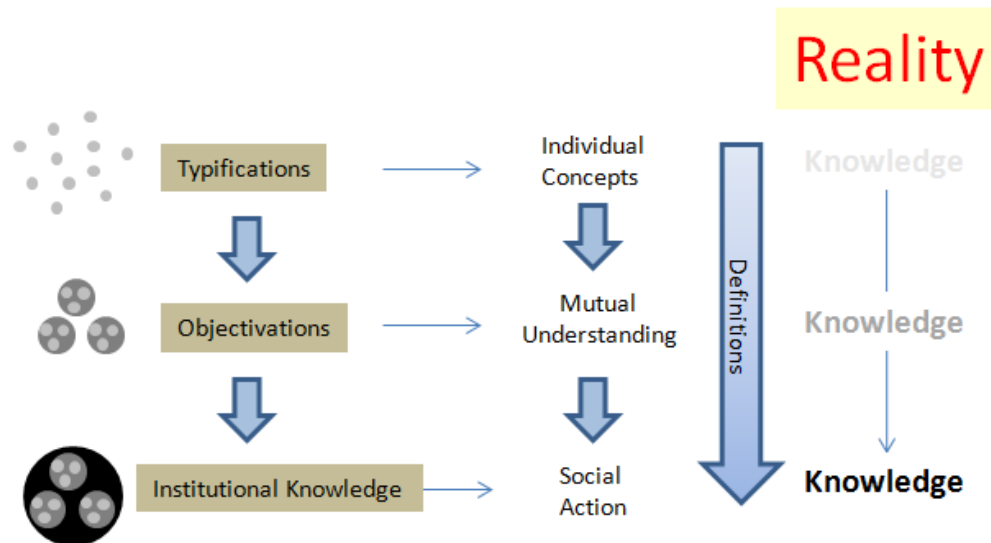 Reality
Typifications
Individual
Concepts
Knowledge
Definitions
Objectivations
Mutual
Understanding
Knowledge
Institutional Knowledge
Social
Action
Knowledge